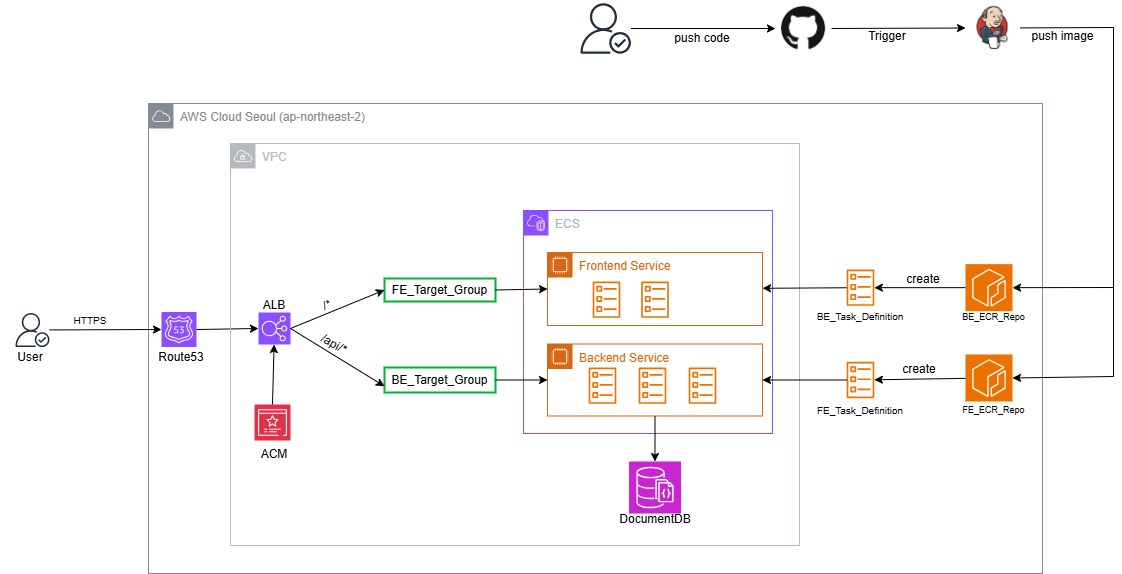 push code
Trigger
push image
AWS Cloud Seoul (ap-northeast-2)
VPC
ECS
Frontend Service
FE_Target_Group
/*
ALB
HTTPS
User
53
Route53
/api/*
BE_Target_Group
Backend Service
ACM
DocumentDB
create
BE_Task_Definition
BE_ECR_Repo
create
FE_Task_Definition
FE_ECR_Repo